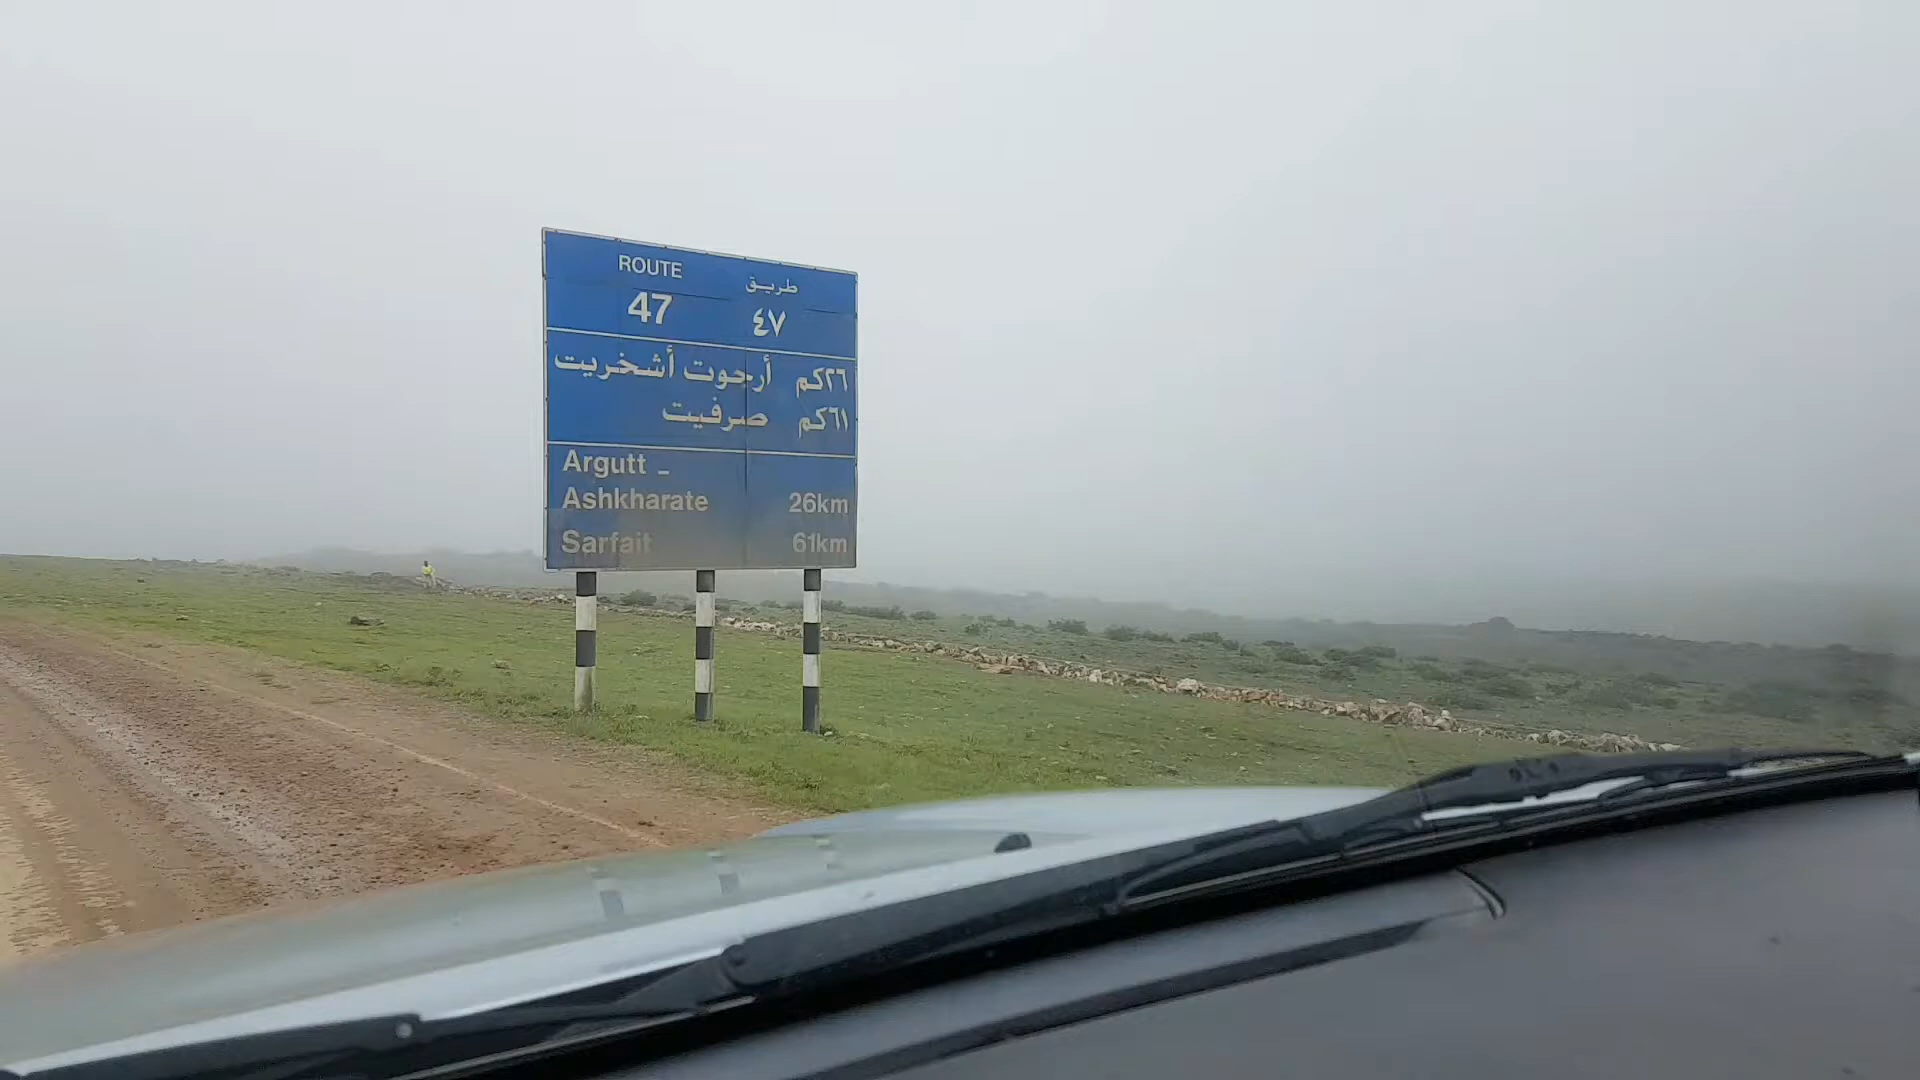 ROUTE طريق
47 ٤٧
أرجوت أشخريت ٢٦كم
صرفيت ٦١كم
Argutt -
Ashkharate 26km
Sarfait 61km